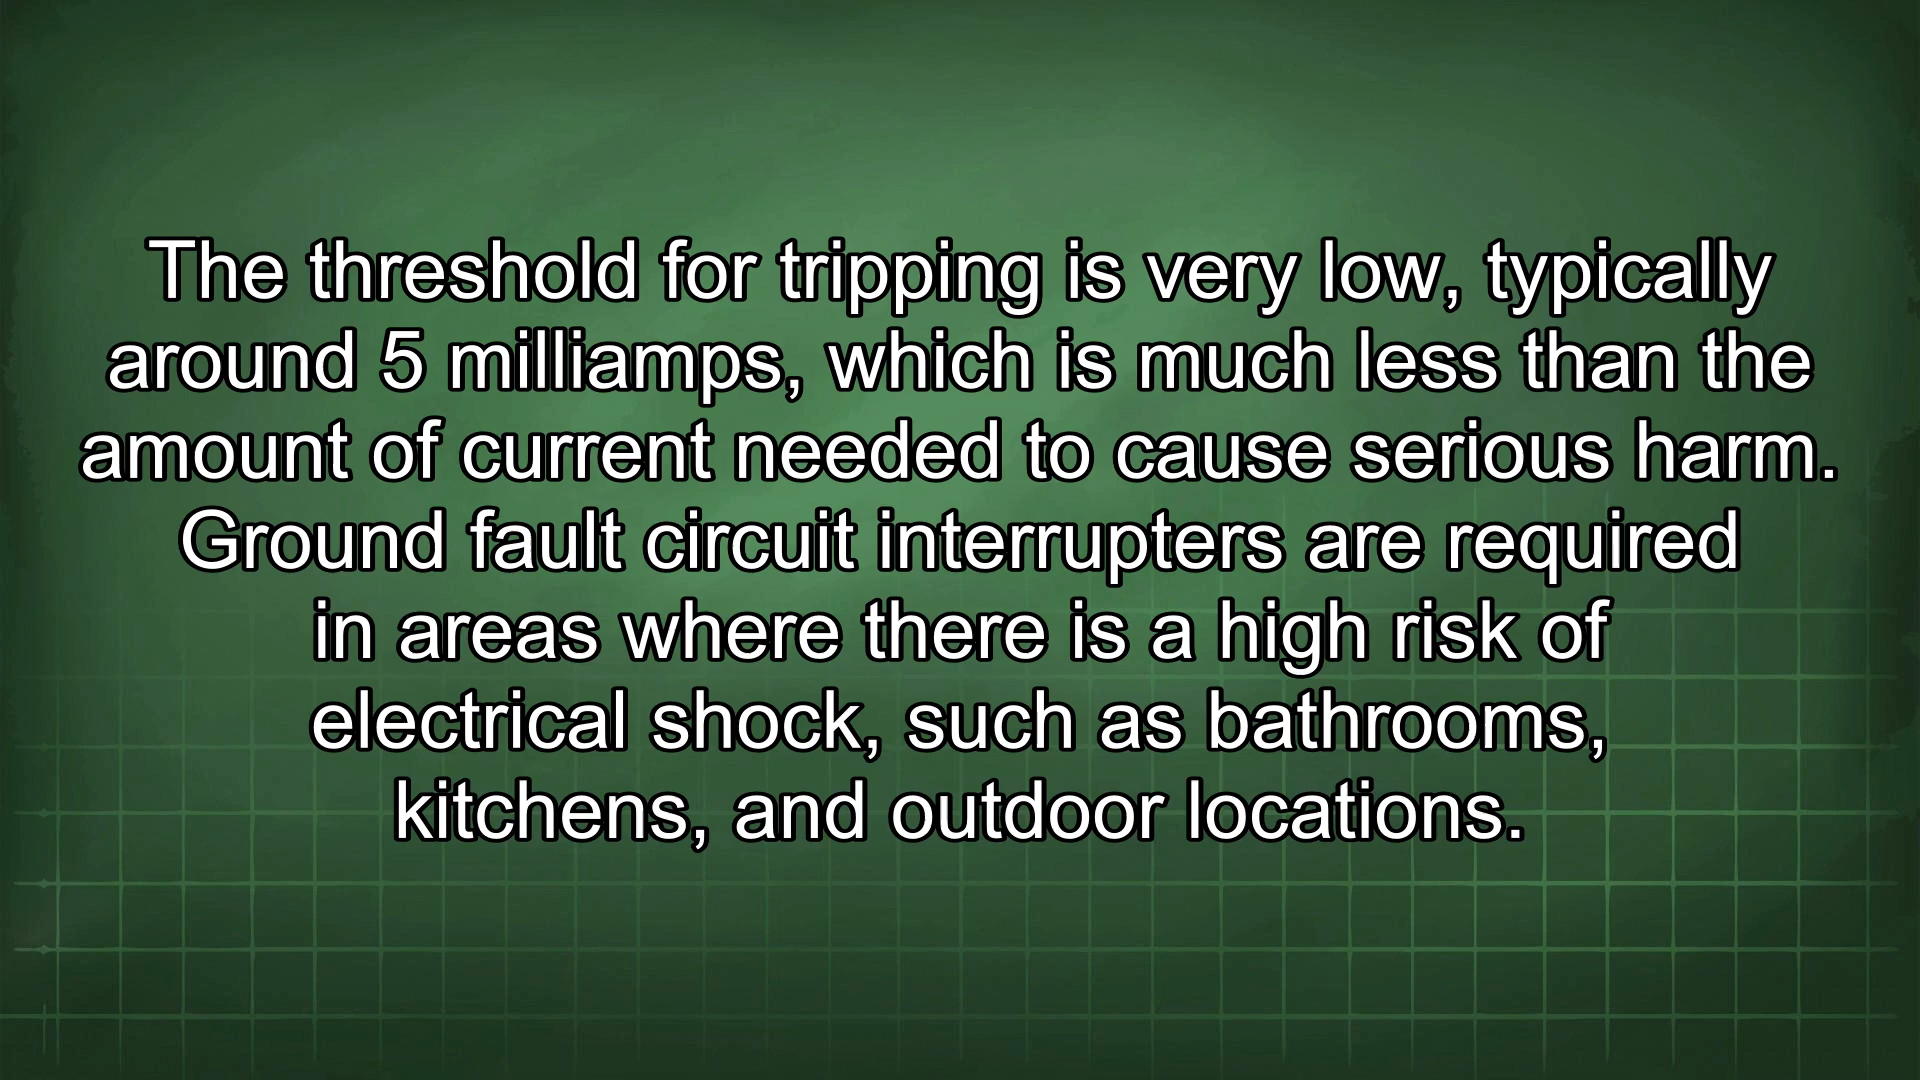 The threshold for tripping is very low, typically
around 5 milliamps, which is much less than the
amount of current needed to cause serious harm.
Ground fault circuit interrupters are required
in areas where there is a high risk of
electrical shock, such as bathrooms,
kitchens, and outdoor locations.